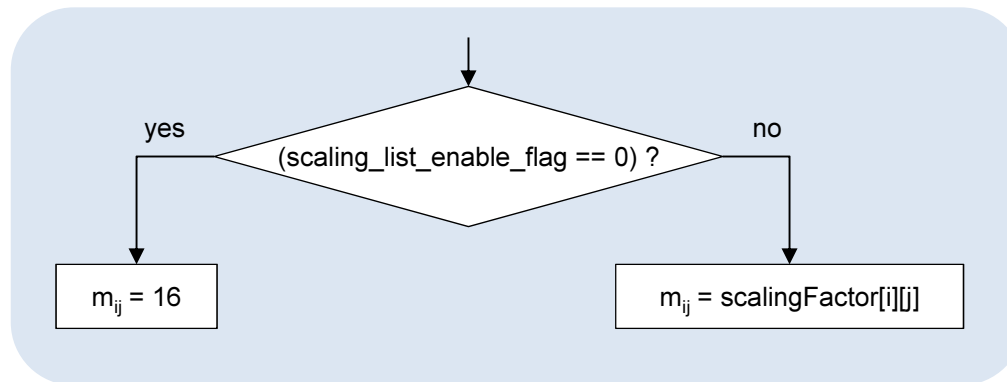 yes
no
(scaling_list_enable_flag == 0) ?
mij = 16
mij = scalingFactor[i][j]